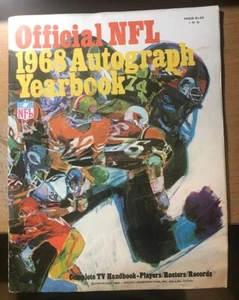 Official NFL
1968 Autograph
Yearbook
NFL
Complete TV Handbook-Players/Rosters/Records